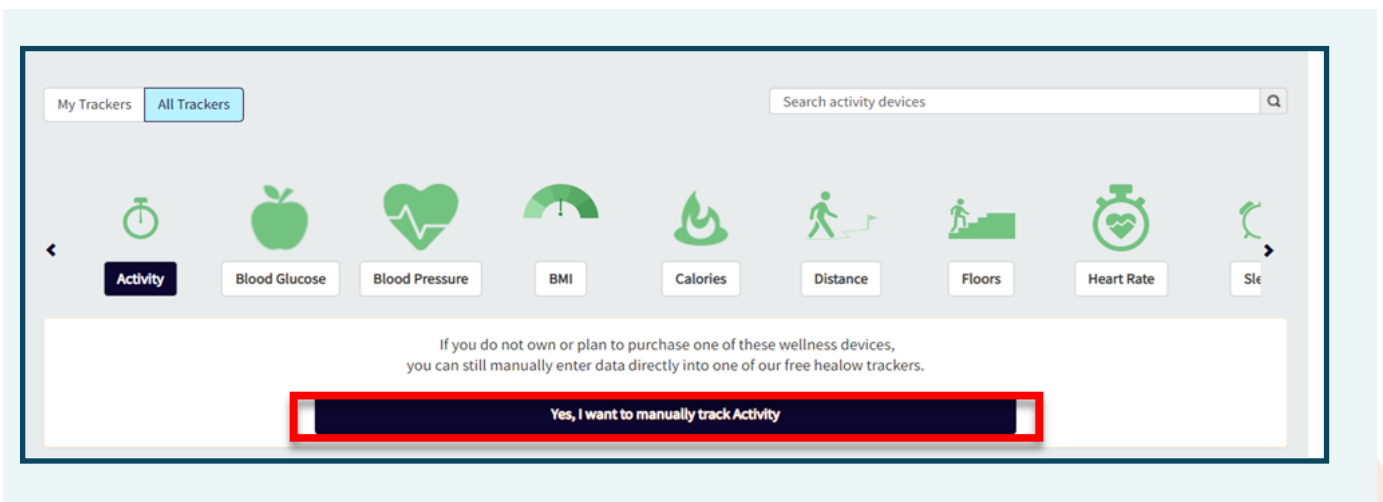 My Trackers
All Trackers
Search activity devices
Activity
Blood Glucose
Blood Pressure
BMI
Calories
Distance
Floors
Heart Rate
Sle
If you do not own or plan to purchase one of these wellness devices,
you can still manually enter data directly into one of our free healow trackers.
Yes, I want to manually track Activity